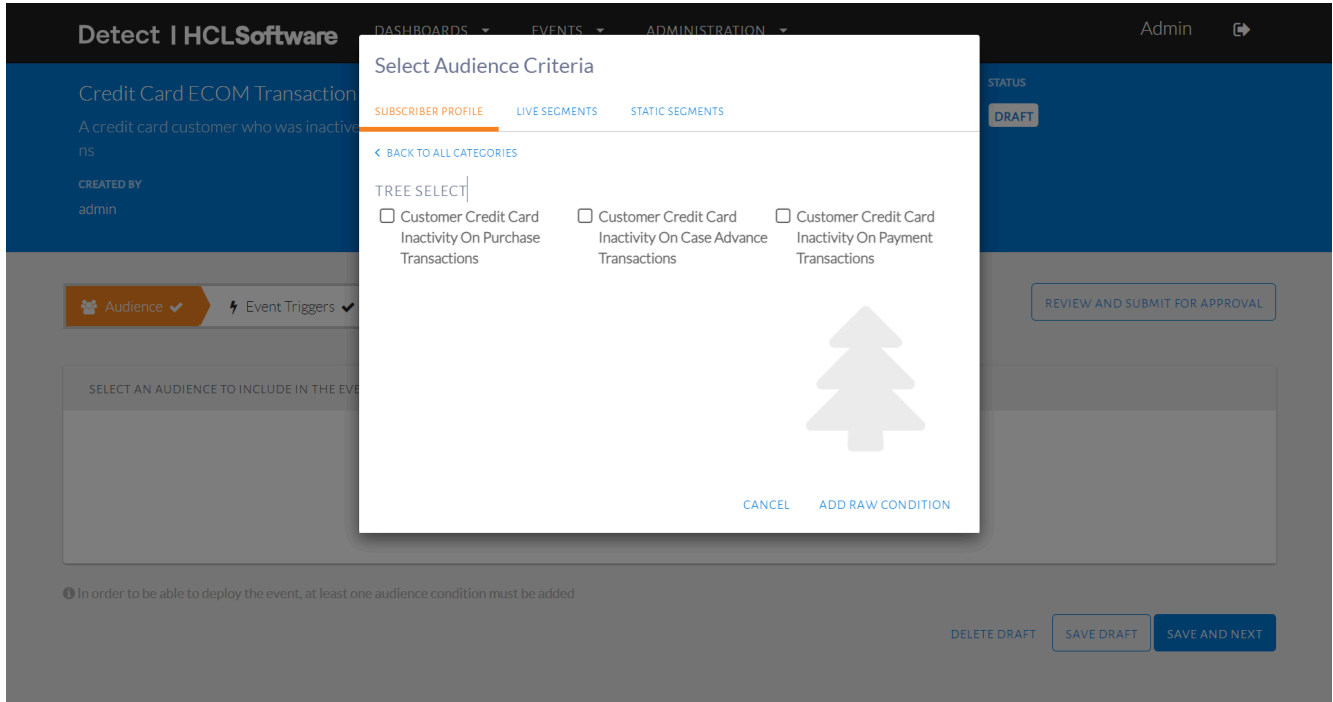 Detect | HCLSoftware
DASHBOARDS EVENTS ADMINISTRATION
Admin
Credit Card ECOM Transaction
A credit card customer who was inactive
ns
CREATED BY
admin
STATUS
DRAFT
Select Audience Criteria
SUBSCRIBER PROFILE LIVE SEGMENTS STATIC SEGMENTS
BACK TO ALL CATEGORIES
TREE SELECT
Customer Credit Card
Inactivity On Purchase
Transactions
Customer Credit Card
Inactivity On Case Advance
Transactions
Customer Credit Card
Inactivity On Payment
Transactions
CANCEL ADD RAW CONDITION
Audience Event Triggers
REVIEW AND SUBMIT FOR APPROVAL
SELECT AN AUDIENCE TO INCLUDE IN THE EVE
In order to be able to deploy the event, at least one audience condition must be added
DELETE DRAFT SAVE DRAFT SAVE AND NEXT